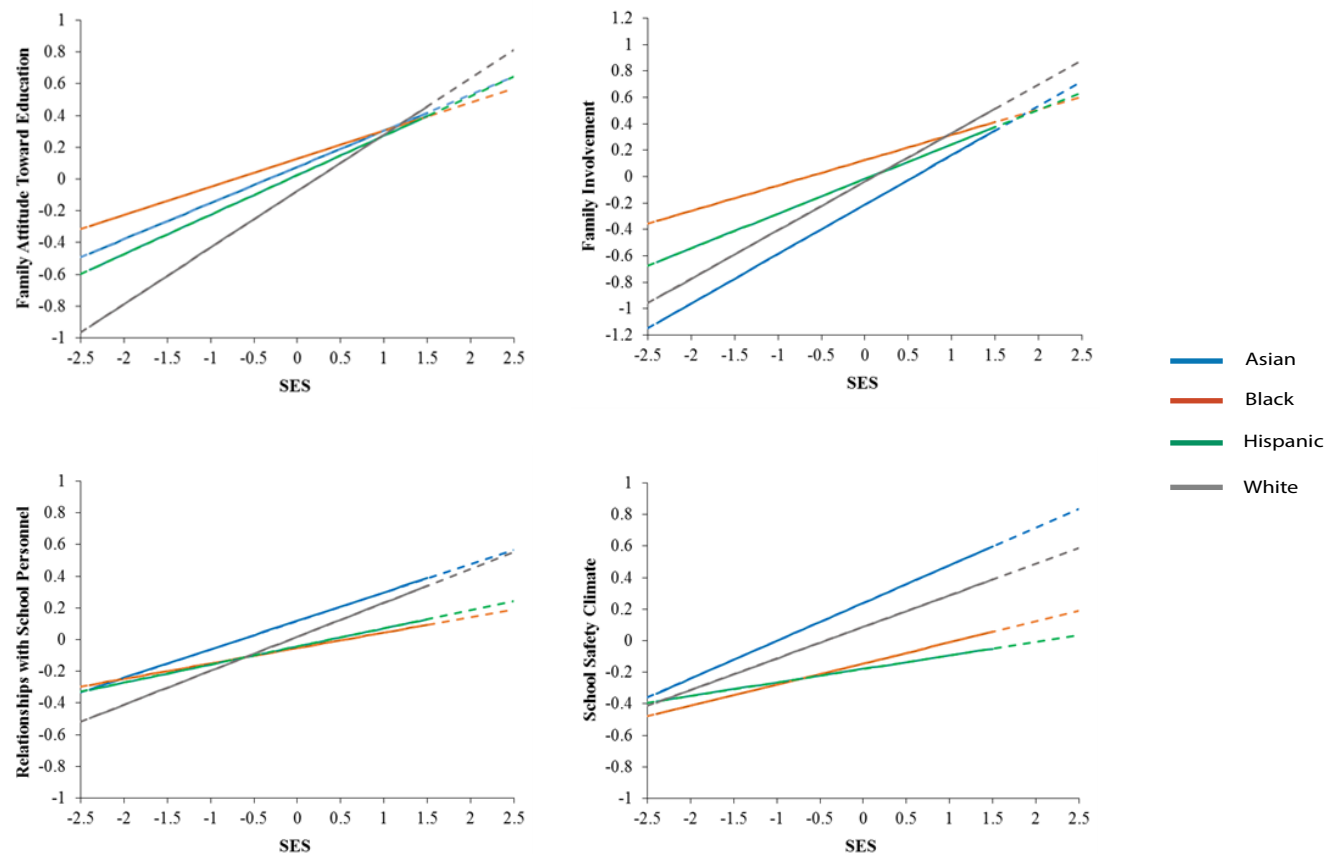 1
0.8
0.6
0.4
0.2
0
-0.2
-0.4
-0.6
-0.8
-1
Family Attitude Toward Education
-2.5 -2 -1.5 -1 -0.5 0 0.5 1 1.5 2 2.5
SES
1.2
1
0.8
0.6
0.4
0.2
0
-0.2
-0.4
-0.6
-0.8
-1
-1.2
Family Involvement
-2.5 -2 -1.5 -1 -0.5 0 0.5 1 1.5 2 2.5
SES
Asian
Black
Hispanic
White
1
0.8
0.6
0.4
0.2
0
-0.2
-0.4
-0.6
-0.8
-1
Relationships with School Personnel
-2.5 -2 -1.5 -1 -0.5 0 0.5 1 1.5 2 2.5
SES
1
0.8
0.6
0.4
0.2
0
-0.2
-0.4
-0.6
-0.8
-1
School Safety Climate
-2.5 -2 -1.5 -1 -0.5 0 0.5 1 1.5 2 2.5
SES